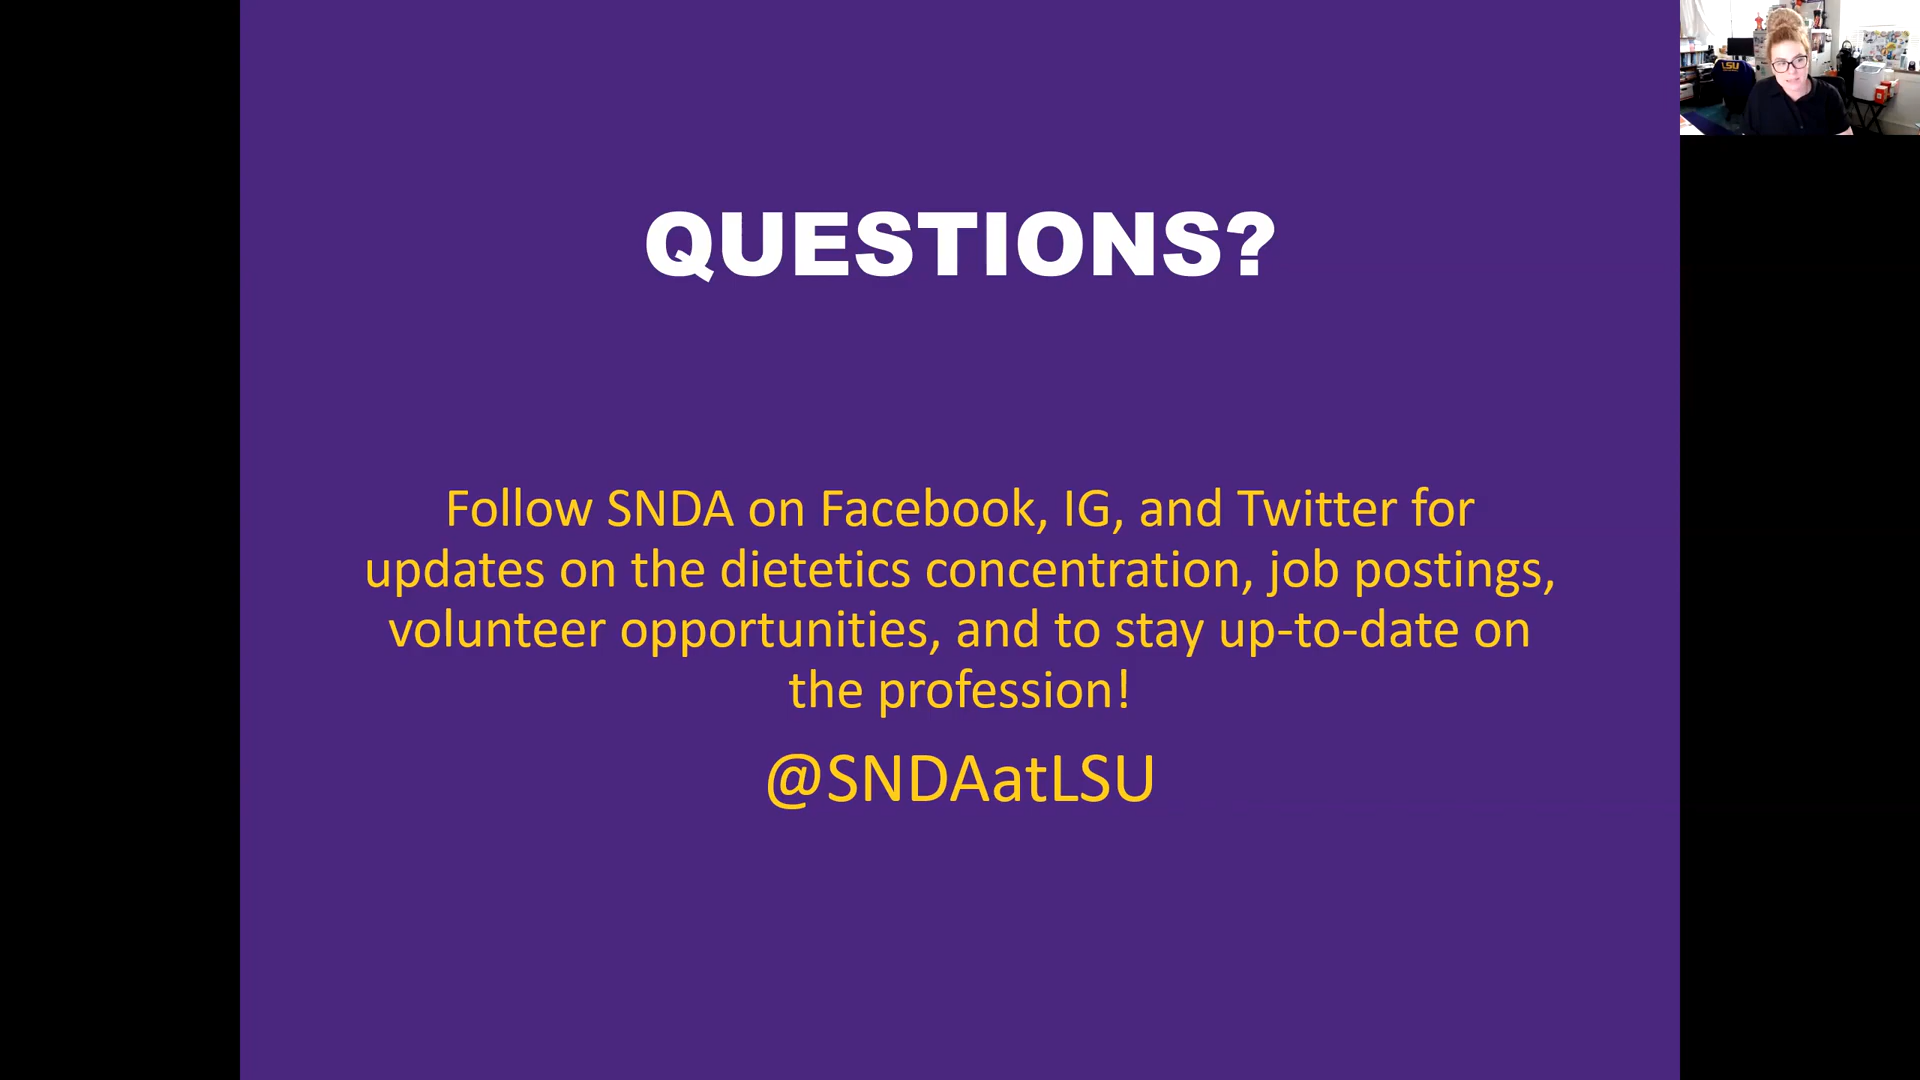 LSU
QUESTIONS?
Follow SNDA on Facebook, IG, and Twitter for
updates on the dietetics concentration, job postings,
volunteer opportunities, and to stay up-to-date on
the profession!
@SNDAatLSU